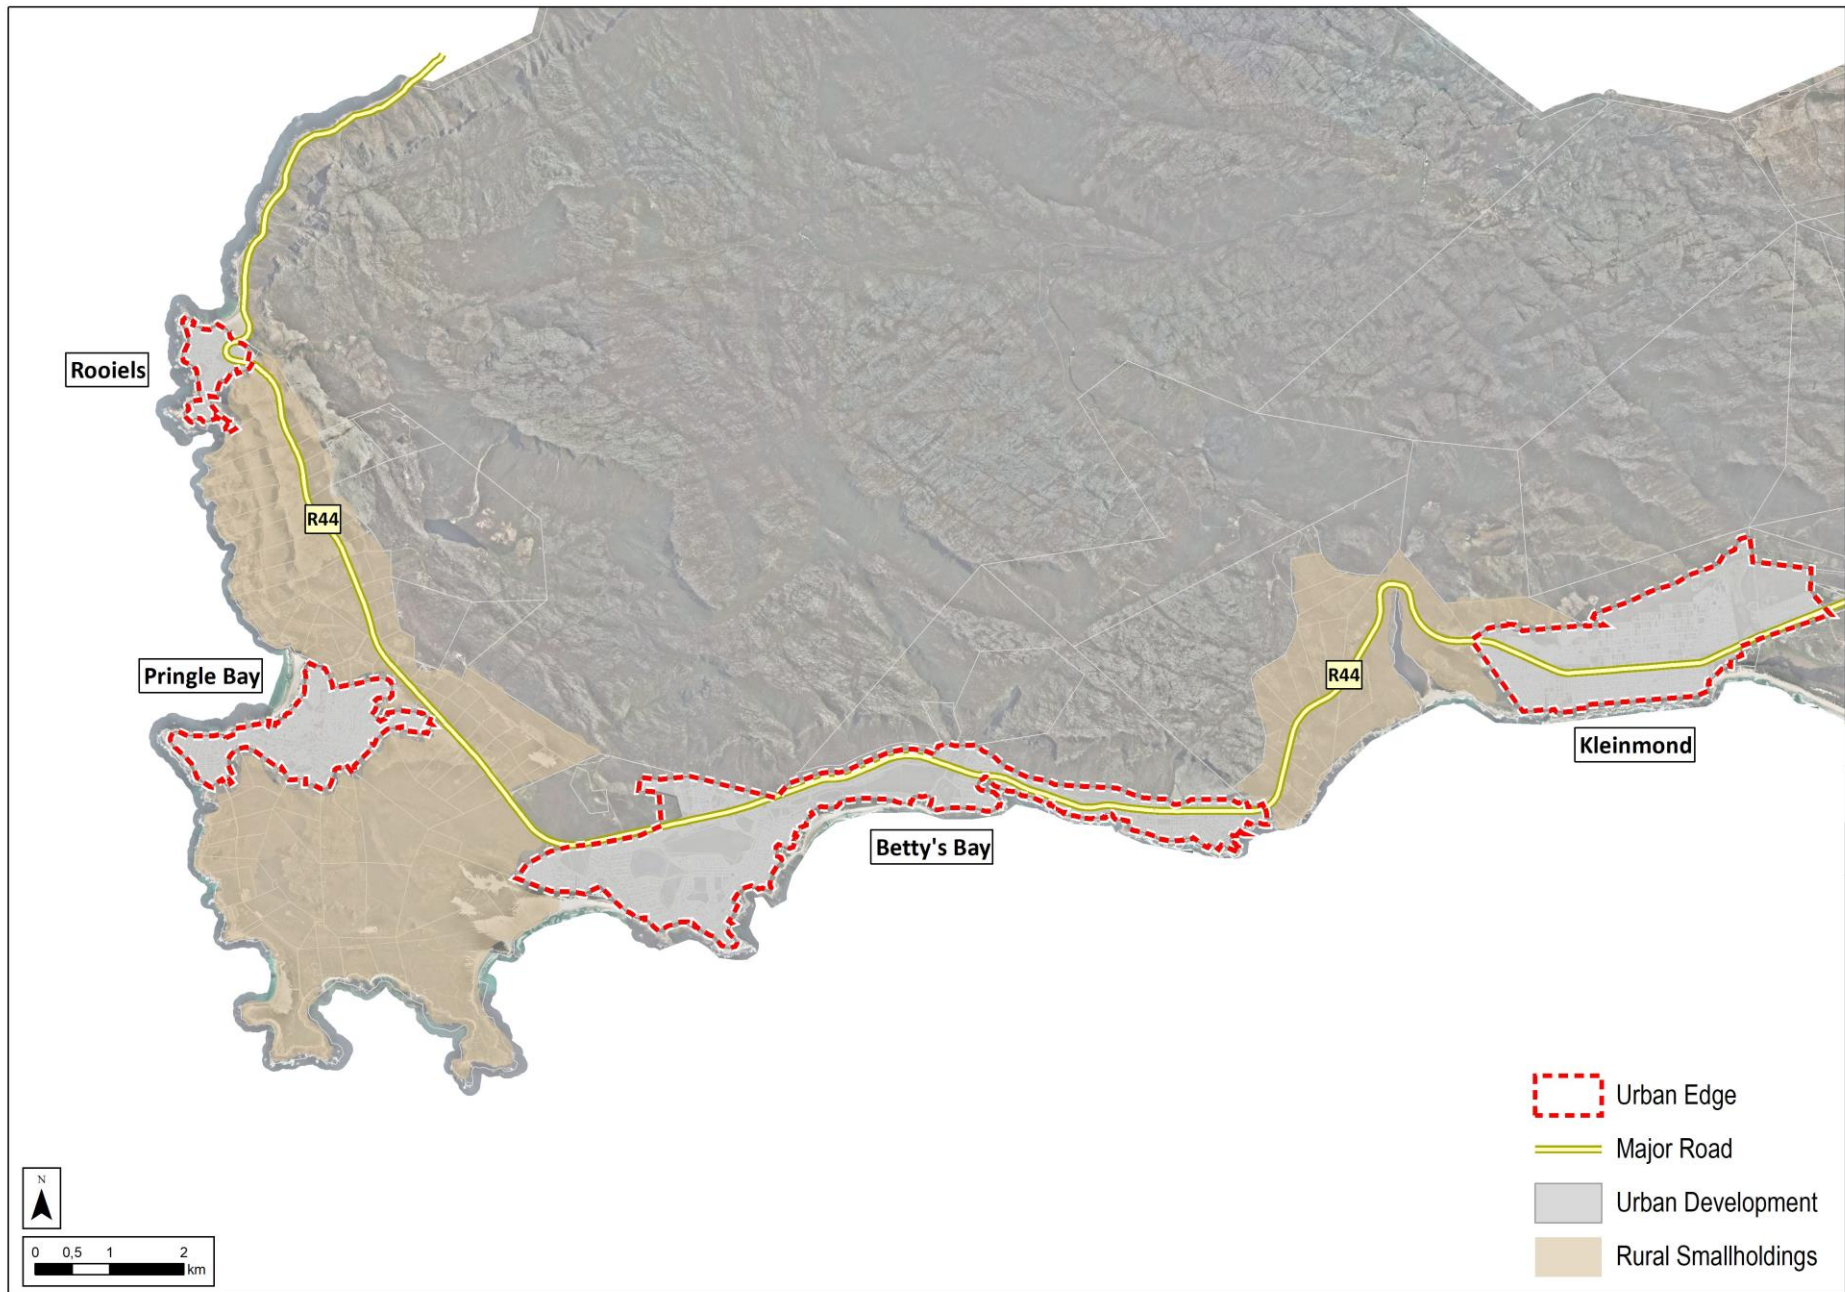 Rooiels
R44
Pringle Bay
R44
Kleinmond
Betty's Bay
Urban Edge
Major Road
Urban Development
Rural Smallholdings
N
0 0,5 1 2
km